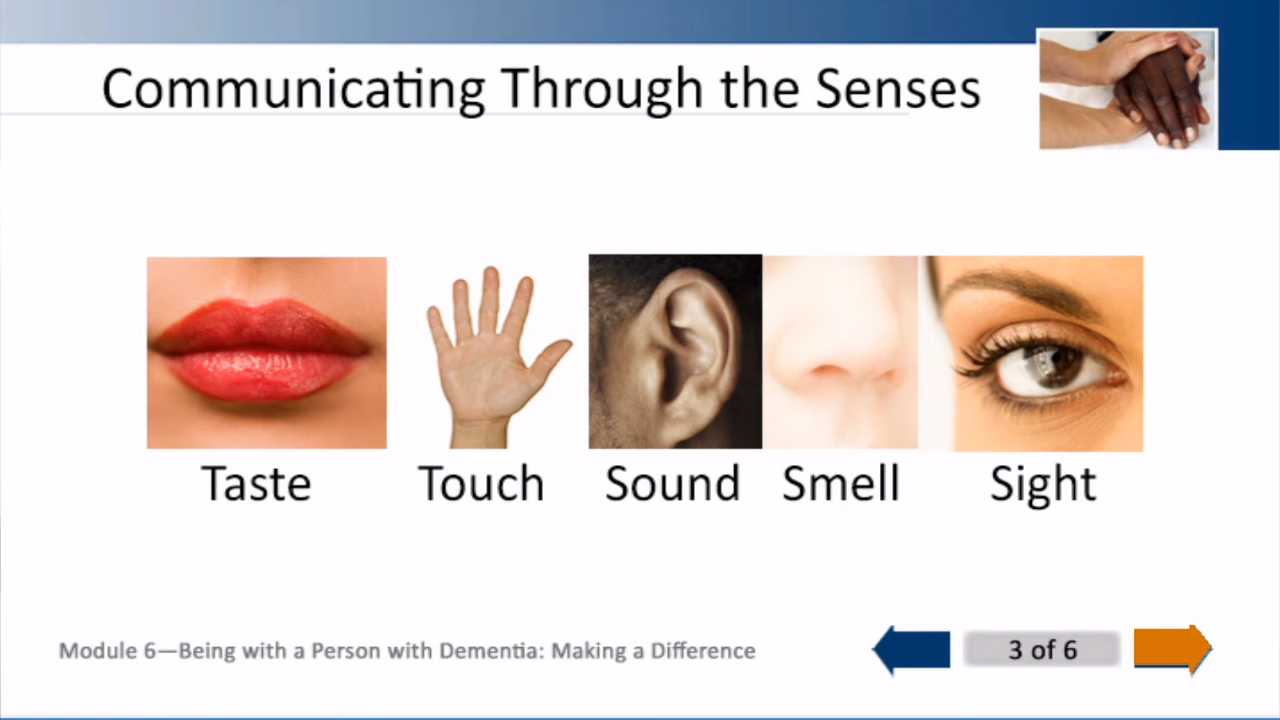 Communicating Through the Senses
Taste Touch Sound Smell Sight
Module 6—Being with a Person with Dementia: Making a Difference
3 of 6